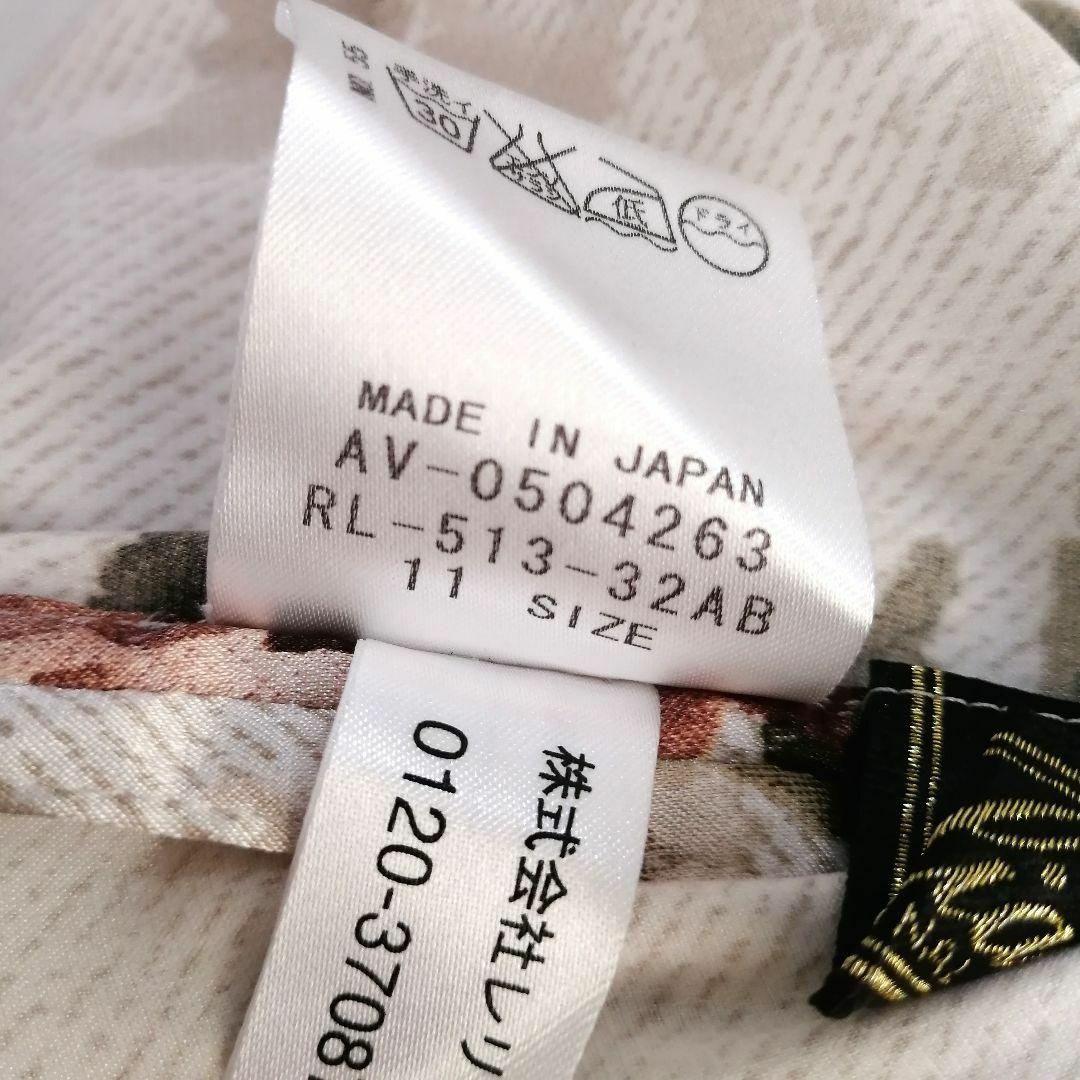 手洗イ
30
低
ドライ
MADE IN JAPAN
AV-0504263
RL-513-32AB
11 SIZE
株式会社レリ
0120-3708